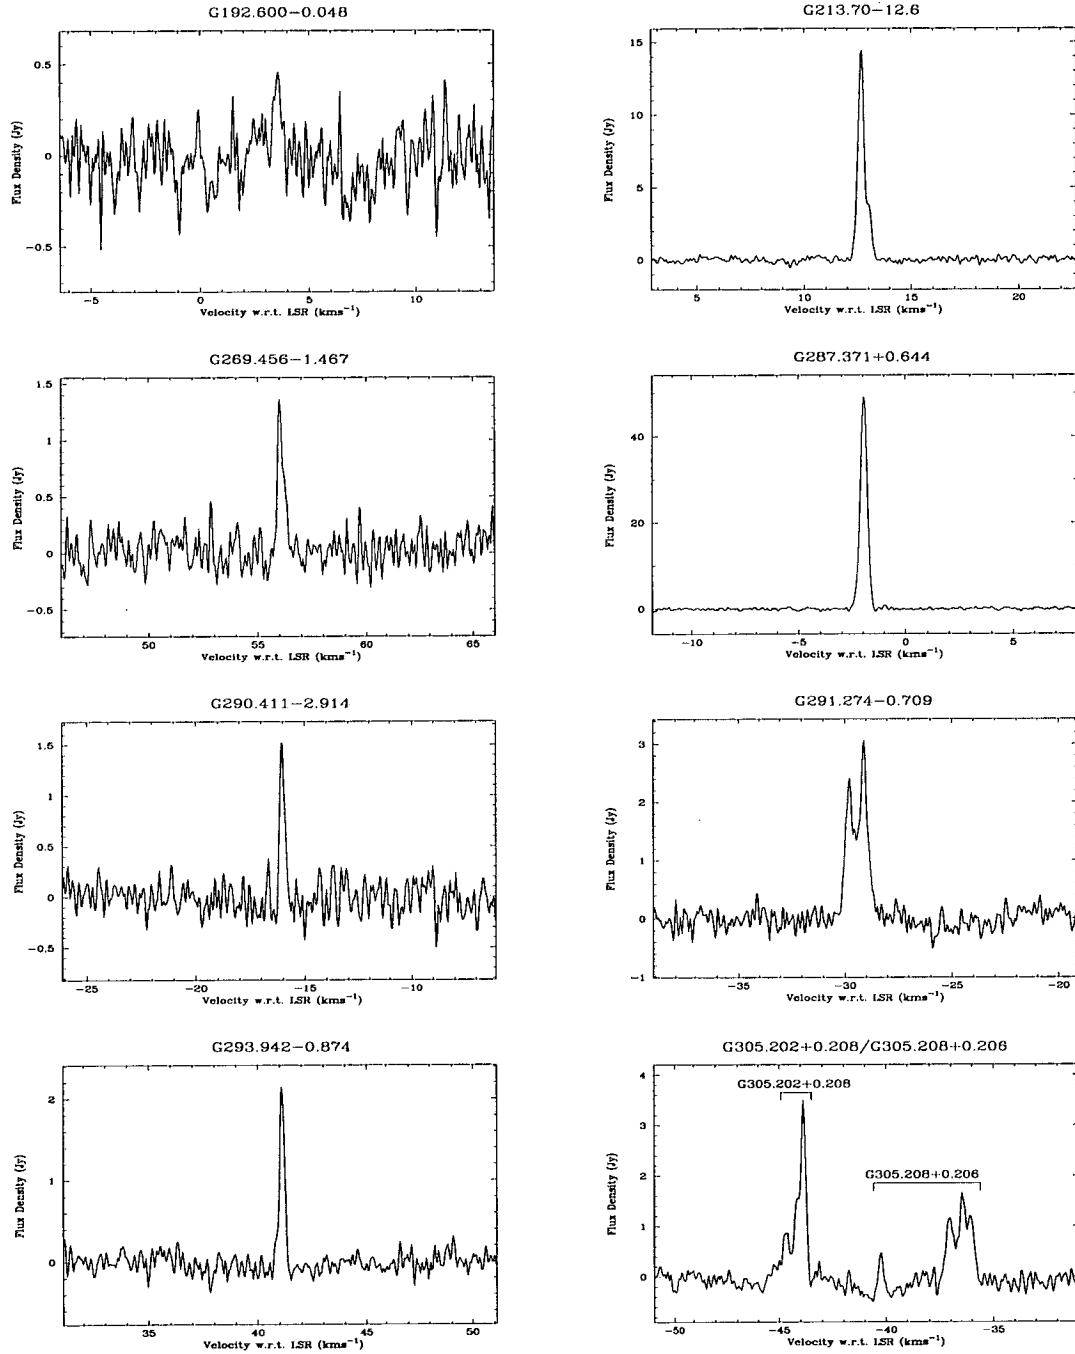 G192.600−0.048
0.5
0
−0.5
Flux Density (Jy)
−5 0 5 10
Velocity w.r.t. LSR (kms⁻¹)
G213.70−12.6
15
10
5
0
Flux Density (Jy)
5 10 15 20
Velocity w.r.t. LSR (kms⁻¹)
G269.456−1.467
1.5
1
0.5
0
−0.5
Flux Density (Jy)
50 55 60 65
Velocity w.r.t. LSR (kms⁻¹)
G287.371+0.644
40
20
0
Flux Density (Jy)
−10 −5 0 5
Velocity w.r.t. LSR (kms⁻¹)
G290.411−2.914
1.5
1
0.5
0
−0.5
Flux Density (Jy)
−25 −20 −15 −10
Velocity w.r.t. LSR (kms⁻¹)
G291.274−0.709
3
2
1
0
−1
Flux Density (Jy)
−35 −30 −25 −20
Velocity w.r.t. LSR (kms⁻¹)
G293.942−0.874
2
1
0
Flux Density (Jy)
35 40 45 50
Velocity w.r.t. LSR (kms⁻¹)
G305.202+0.208/G305.208+0.206
G305.202+0.208
G305.208+0.206
4
3
2
1
0
Flux Density (Jy)
−50 −45 −40 −35
Velocity w.r.t. LSR (kms⁻¹)